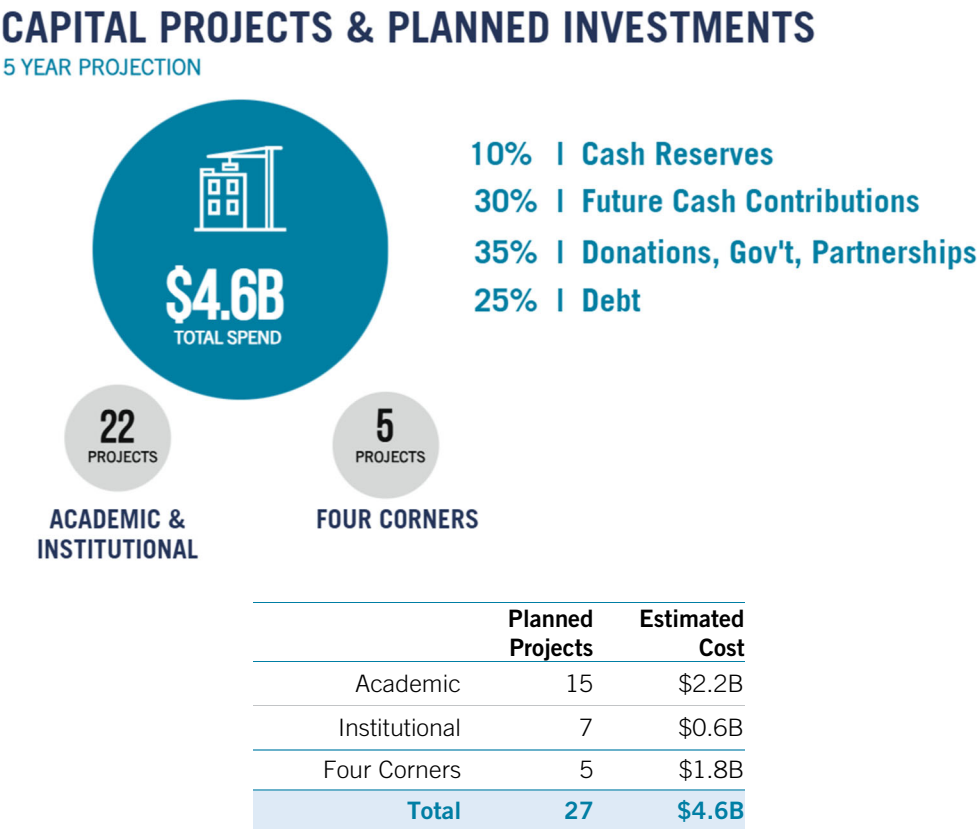 CAPITAL PROJECTS & PLANNED INVESTMENTS
5 YEAR PROJECTION
$4.6B
TOTAL SPEND
10% | Cash Reserves
30% | Future Cash Contributions
35% | Donations, Gov't, Partnerships
25% | Debt
22
PROJECTS
ACADEMIC &
INSTITUTIONAL
5
PROJECTS
FOUR CORNERS
Planned Estimated
Projects Cost
Academic 15 $2.2B
Institutional 7 $0.6B
Four Corners 5 $1.8B
Total 27 $4.6B